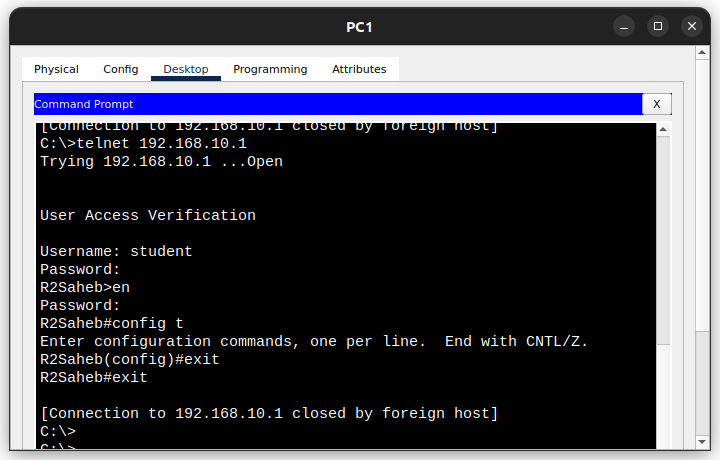 PC1
Physical Config Desktop Programming Attributes
Command Prompt X
[Connection to 192.168.10.1 closed by foreign host]
C:\>telnet 192.168.10.1
Trying 192.168.10.1 ...Open
User Access Verification
Username: student
Password:
R2Saheb>en
Password:
R2Saheb#config t
Enter configuration commands, one per line.  End with CNTL/Z.
R2Saheb(config)#exit
R2Saheb#exit
[Connection to 192.168.10.1 closed by foreign host]
C:\>
C:\>